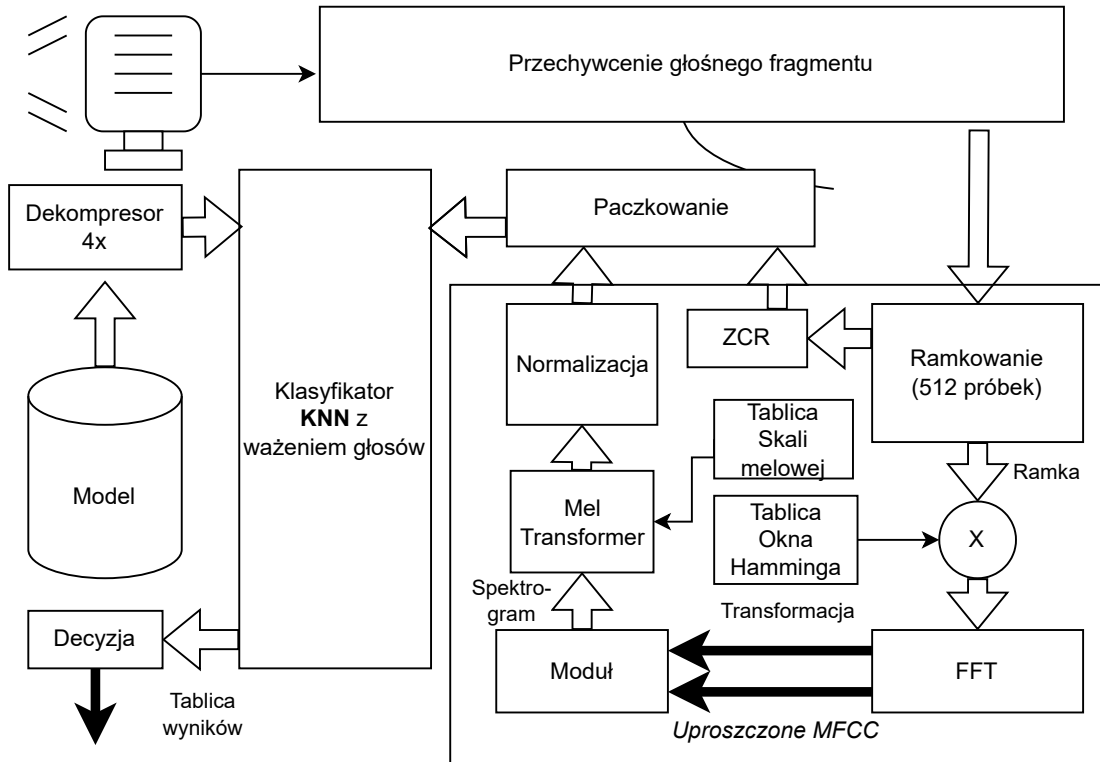 Przechywcenie głośnego fragmentu
Dekompresor
4x
Paczkowanie
Normalizacja
ZCR
Ramkowanie
(512 próbek)
Klasyfikator
KNN z
ważeniem głosów
Tablica
Skali
melowej
Ramka
Model
Mel
Transformer
Tablica
Okna
Hamminga
X
Spektro-
gram
Transformacja
Decyzja
Moduł
FFT
Tablica
wyników
Uproszczone MFCC